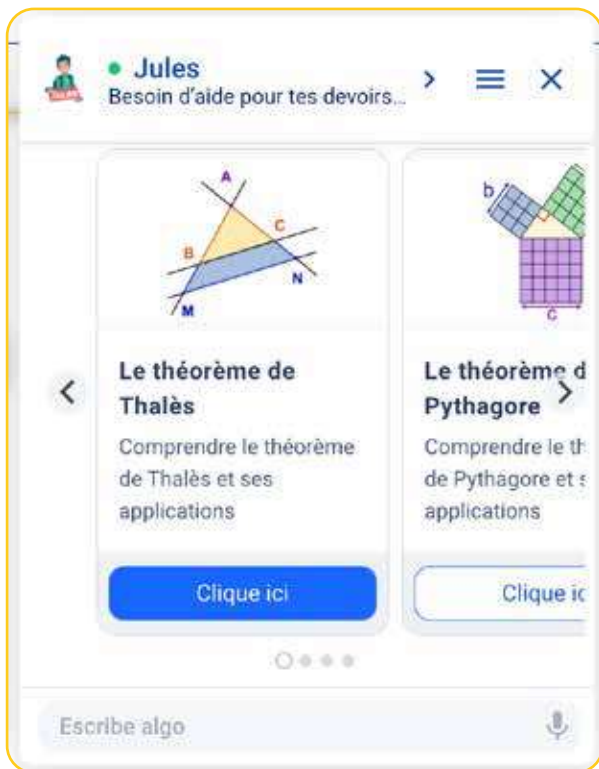 Jules
Besoin d'aide pour tes devoirs...
A
B
C
N
M
b
c
Le théorème de
Thalès
Comprendre le théorème
de Thalès et ses
applications
Clique ici
Le théorème d
Pythagore
Comprendre le th
de Pythagore et s
applications
Clique ic
Escribe algo